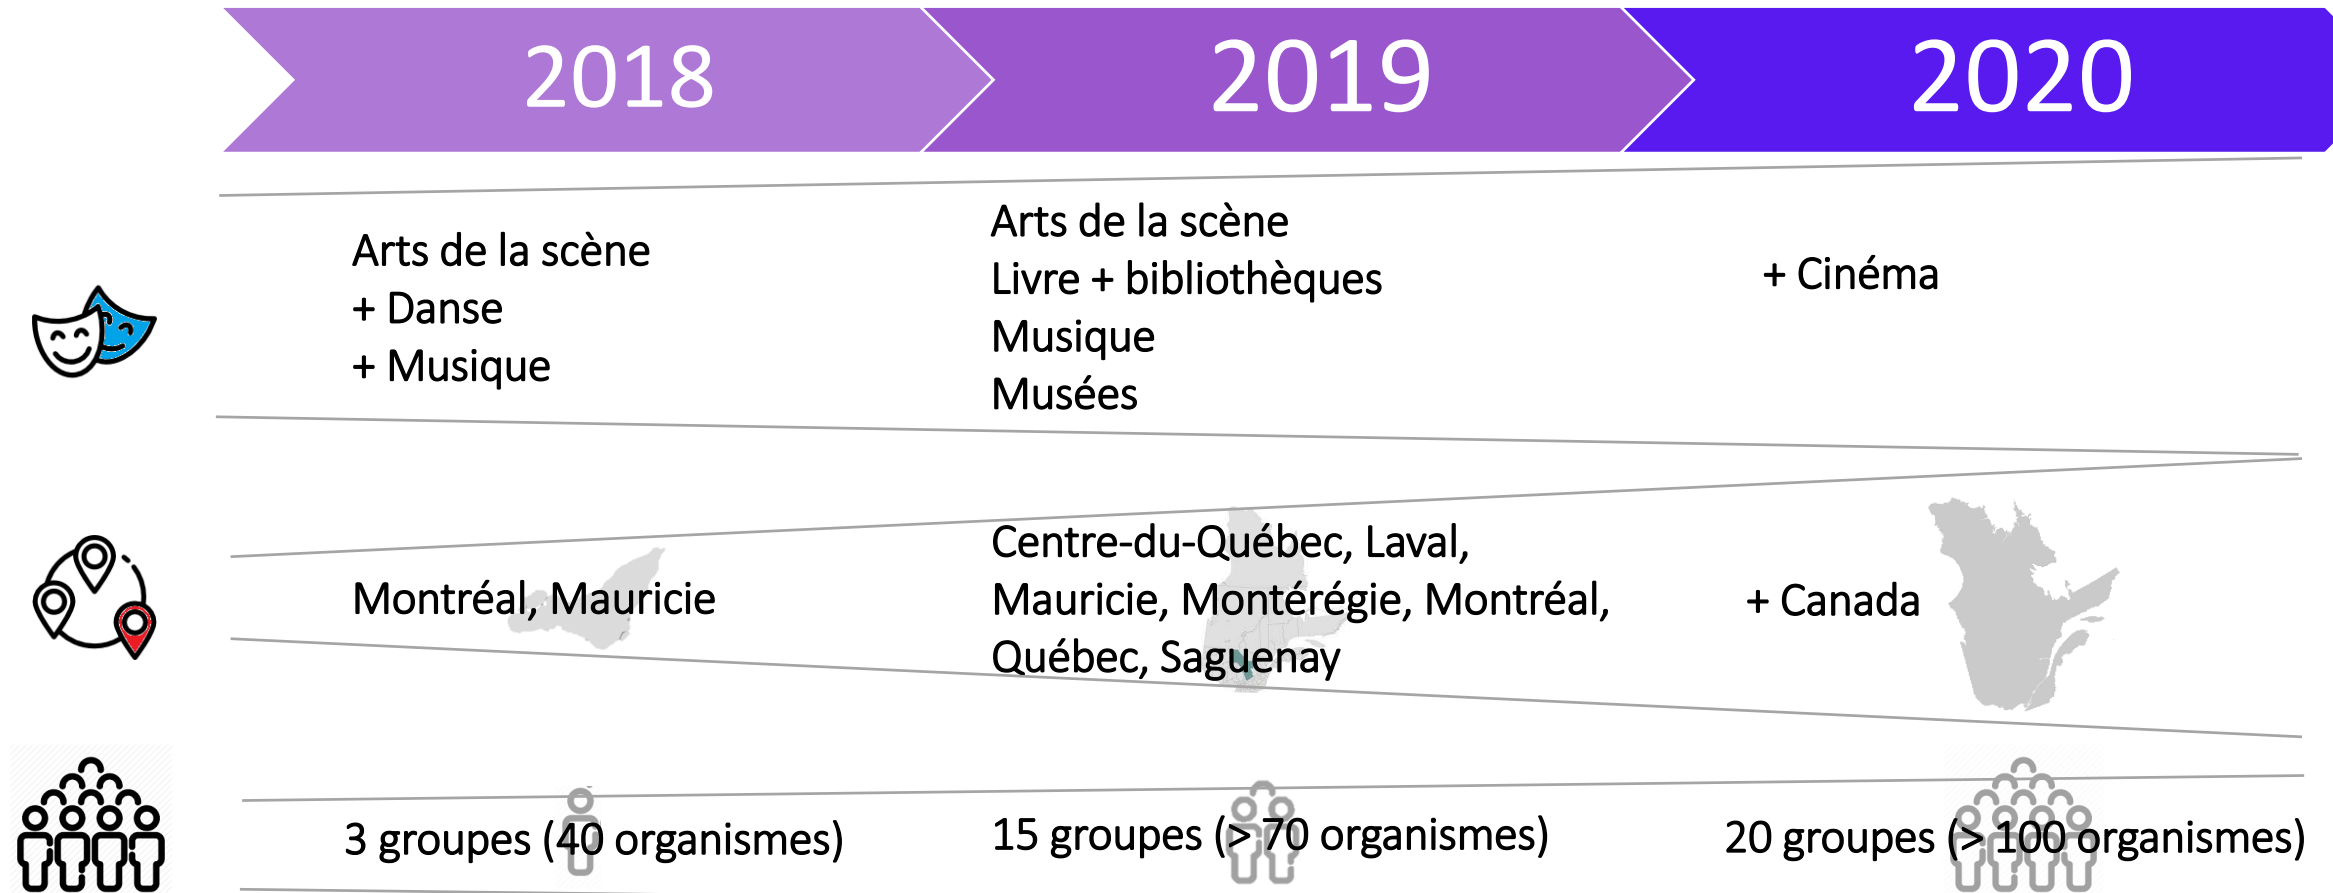 2018
2019
2020
Arts de la scène
+ Danse
+ Musique
Arts de la scène
Livre + bibliothèques
Musique
Musées
+ Cinéma
Montréal, Mauricie
Centre-du-Québec, Laval,
Mauricie, Montérégie, Montréal,
Québec, Saguenay
+ Canada
3 groupes (40 organismes)
15 groupes (> 70 organismes)
20 groupes (> 100 organismes)